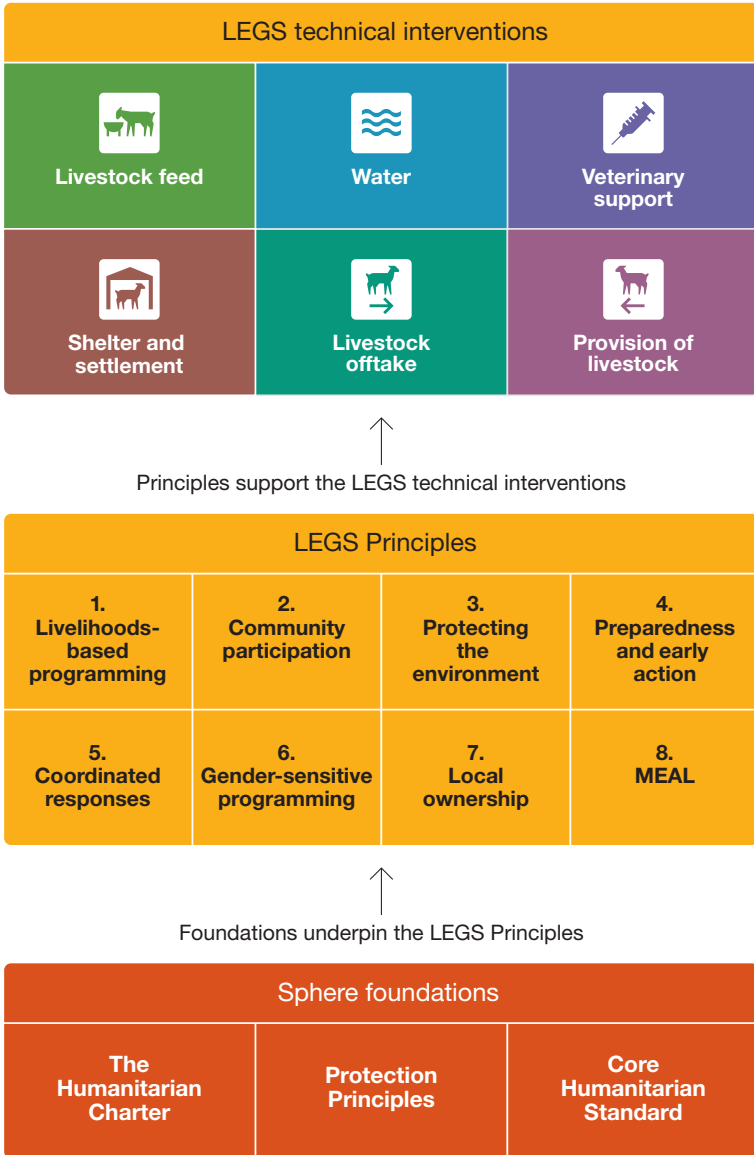 LEGS technical interventions
Livestock feed
Water
Veterinary
support
Shelter and
settlement
Livestock
offtake
Provision of
livestock
Principles support the LEGS technical interventions
LEGS Principles
1.
Livelihoods-
based
programming
2.
Community
participation
3.
Protecting
the
environment
4.
Preparedness
and early
action
5.
Coordinated
responses
6.
Gender-sensitive
programming
7.
Local
ownership
8.
MEAL
Foundations underpin the LEGS Principles
Sphere foundations
The
Humanitarian
Charter
Protection
Principles
Core
Humanitarian
Standard